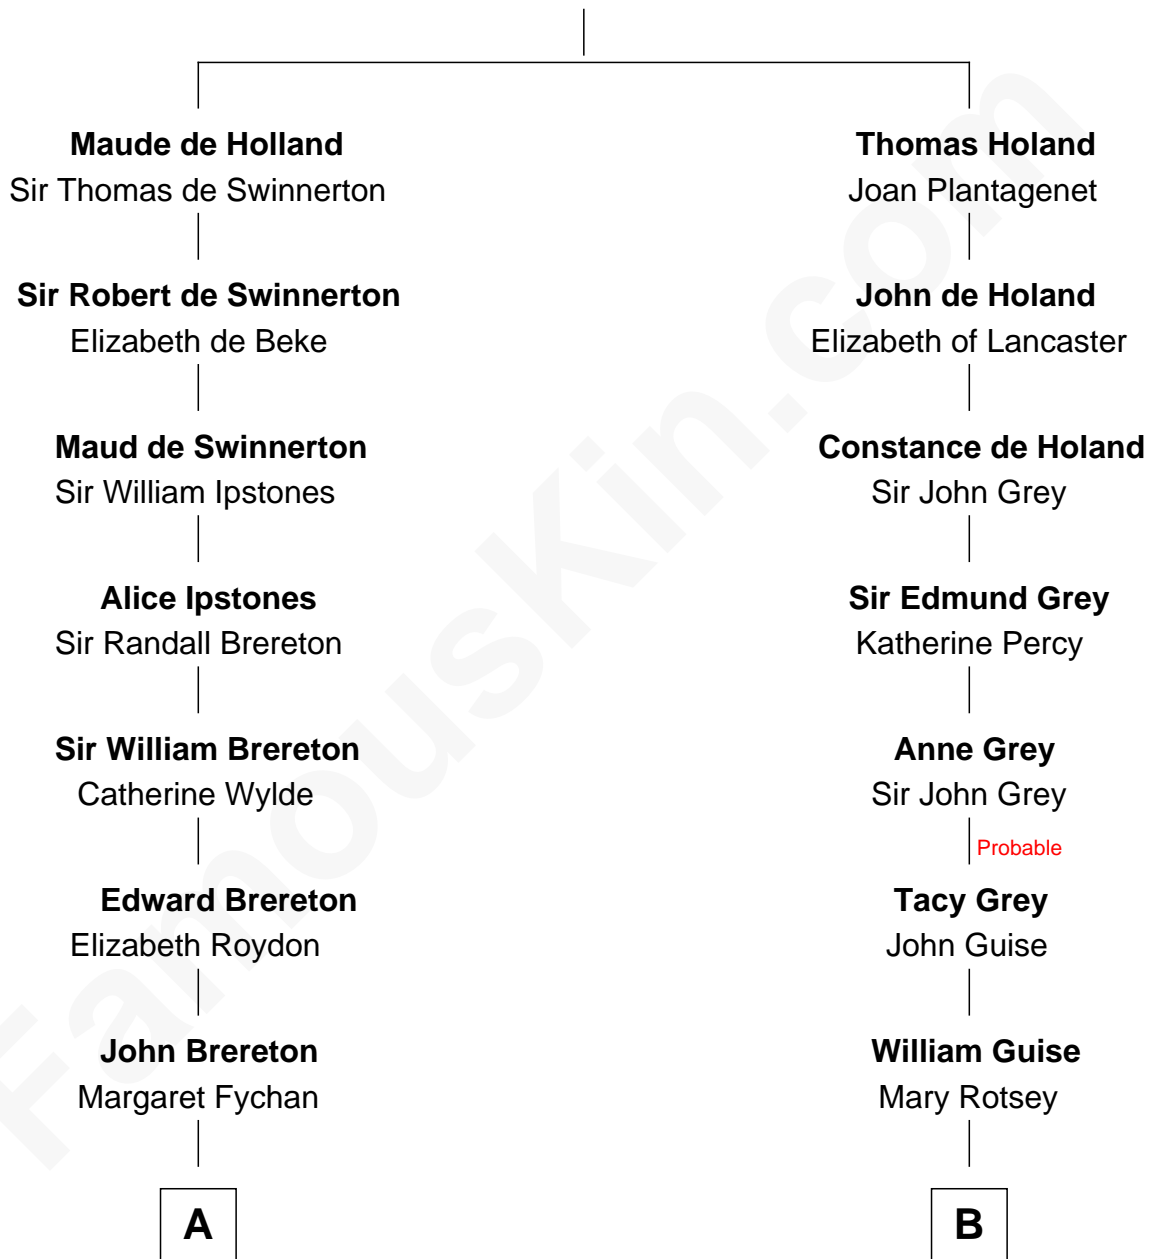 Maude de Holland
Sir Thomas de Swinnerton
Sir Robert de Swinnerton
Elizabeth de Beke
Maud de Swinnerton
Sir William Ipstones
Alice Ipstones
Sir Randall Brereton
Sir William Brereton
Catherine Wylde
Edward Brereton
Elizabeth Roydon
John Brereton
Margaret Fychan
A
Thomas Holand
Joan Plantagenet
John de Holand
Elizabeth of Lancaster
Constance de Holand
Sir John Grey
Sir Edmund Grey
Katherine Percy
Anne Grey
Sir John Grey
Probable
Tacy Grey
John Guise
William Guise
Mary Rotsey
B
FamousKin.com